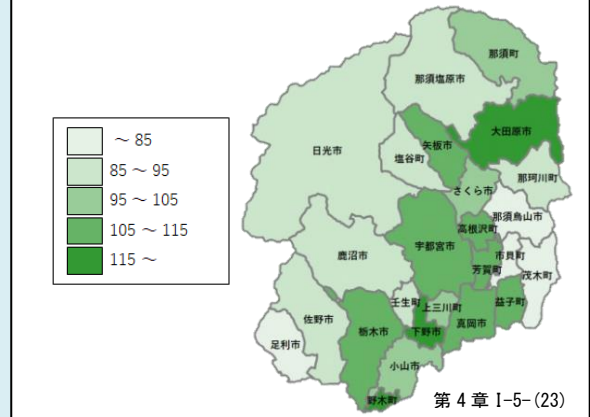 ～ 85
85 ～ 95
95 ～ 105
105 ～ 115
115 ～
那須町
那須塩原市
大田原市
日光市
矢板市
塩谷町
那珂川町
さくら市
那須烏山市
高根沢町
宇都宮市
鹿沼市
市貝町
芳賀町
茂木町
壬生町
上三川町
益子町
佐野市
真岡市
栃木市
下野市
足利市
小山市
野木町
第 4 章 I-5-(23)